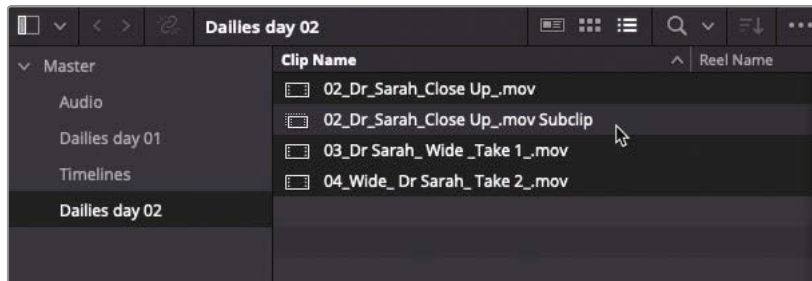 Dailies day 02
Clip Name
Reel Name
Master
Audio
Dailies day 01
Timelines
Dailies day 02
02_Dr_Sarah_Close Up_.mov
02_Dr_Sarah_Close Up_.mov Subclip
03_Dr Sarah_ Wide _Take 1_.mov
04_Wide_ Dr Sarah_ Take 2_.mov